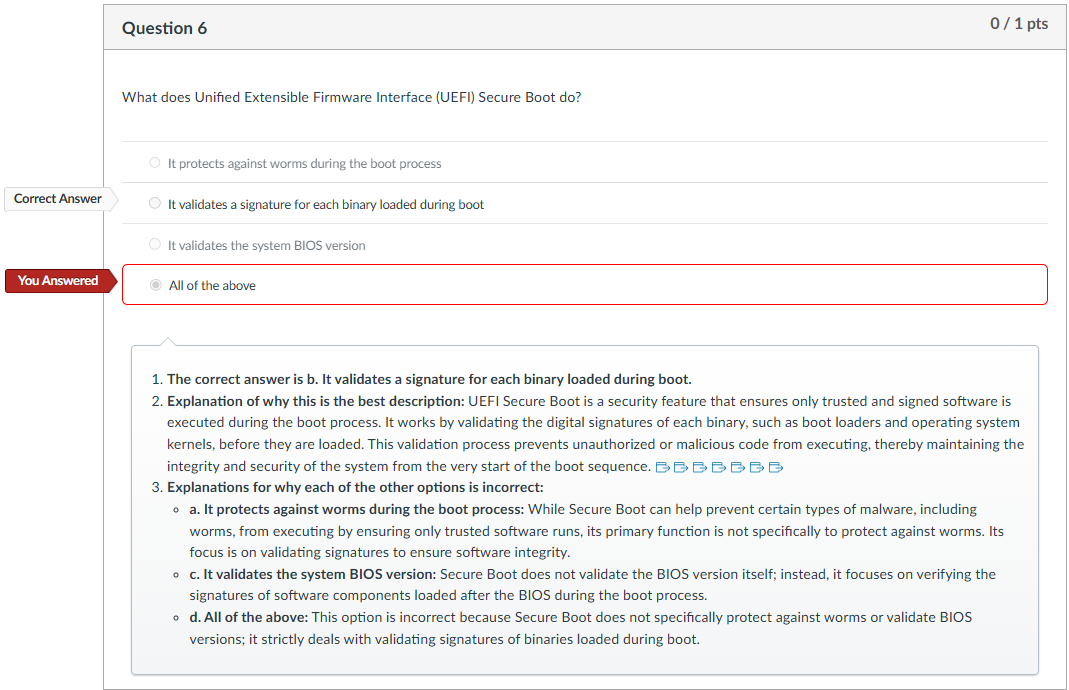 Question 6
0 / 1 pts
What does Unified Extensible Firmware Interface (UEFI) Secure Boot do?
It protects against worms during the boot process
Correct Answer
It validates a signature for each binary loaded during boot
It validates the system BIOS version
You Answered
All of the above
1. The correct answer is b. It validates a signature for each binary loaded during boot.
2. Explanation of why this is the best description: UEFI Secure Boot is a security feature that ensures only trusted and signed software is
executed during the boot process. It works by validating the digital signatures of each binary, such as boot loaders and operating system
kernels, before they are loaded. This validation process prevents unauthorized or malicious code from executing, thereby maintaining the
integrity and security of the system from the very start of the boot sequence.
3. Explanations for why each of the other options is incorrect:
◦ a. It protects against worms during the boot process: While Secure Boot can help prevent certain types of malware, including
worms, from executing by ensuring only trusted software runs, its primary function is not specifically to protect against worms. Its
focus is on validating signatures to ensure software integrity.
◦ c. It validates the system BIOS version: Secure Boot does not validate the BIOS version itself; instead, it focuses on verifying the
signatures of software components loaded after the BIOS during the boot process.
◦ d. All of the above: This option is incorrect because Secure Boot does not specifically protect against worms or validate BIOS
versions; it strictly deals with validating signatures of binaries loaded during boot.